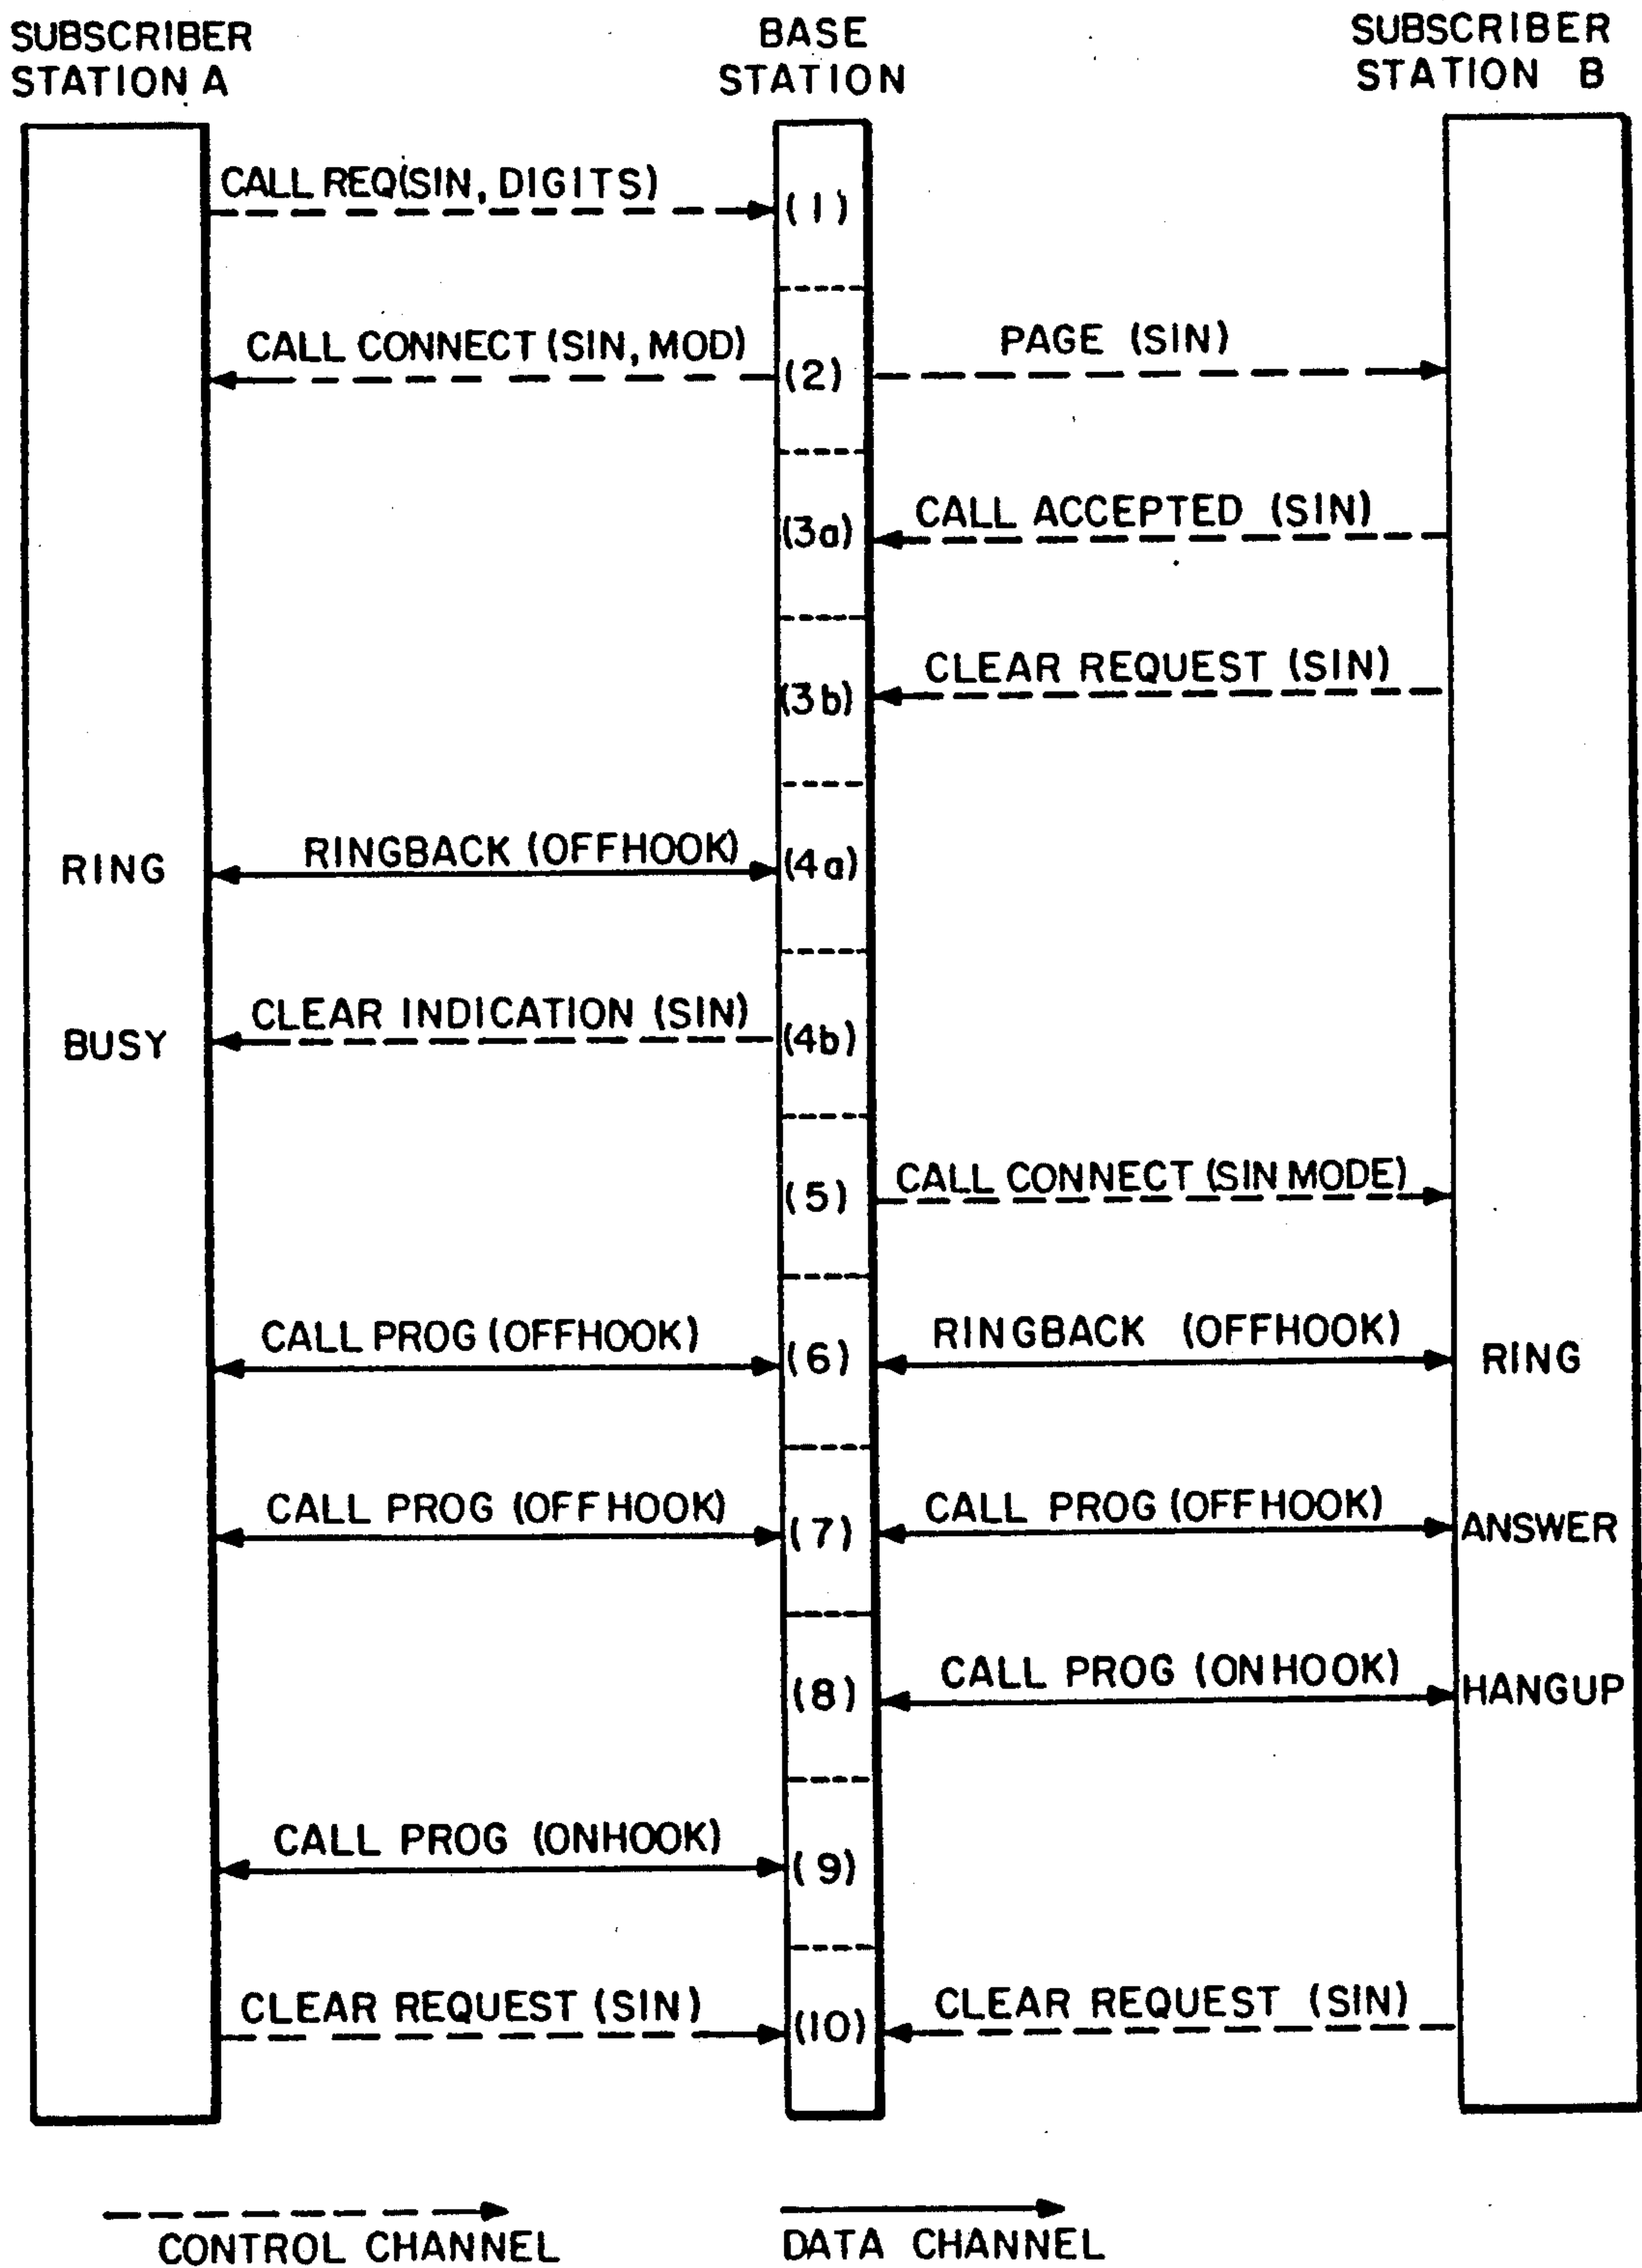 SUBSCRIBER
STATION A
BASE
STATION
SUBSCRIBER
STATION B
CALL REQ(SIN, DIGITS)
(1)
CALL CONNECT (SIN, MOD)
(2)
PAGE (SIN)
(3a)
CALL ACCEPTED (SIN)
(3b)
CLEAR REQUEST (SIN)
RING
RINGBACK (OFFHOOK)
(4a)
BUSY
CLEAR INDICATION (SIN)
(4b)
(5)
CALL CONNECT (SIN MODE)
CALL PROG (OFFHOOK)
(6)
RINGBACK (OFFHOOK)
RING
CALL PROG (OFFHOOK)
(7)
CALL PROG (OFFHOOK)
ANSWER
(8)
CALL PROG (ONHOOK)
HANGUP
CALL PROG (ONHOOK)
(9)
CLEAR REQUEST (SIN)
(10)
CLEAR REQUEST (SIN)
CONTROL CHANNEL
DATA CHANNEL